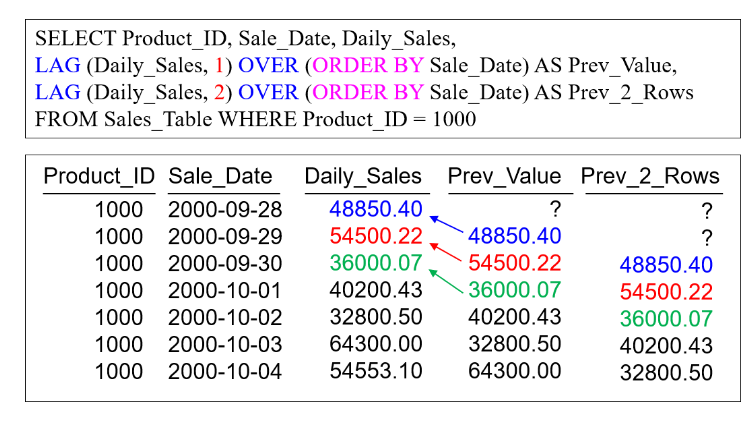 SELECT Product_ID, Sale_Date, Daily_Sales,
LAG (Daily_Sales, 1) OVER (ORDER BY Sale_Date) AS Prev_Value,
LAG (Daily_Sales, 2) OVER (ORDER BY Sale_Date) AS Prev_2_Rows
FROM Sales_Table WHERE Product_ID = 1000
Product_ID Sale_Date Daily_Sales Prev_Value Prev_2_Rows
1000 2000-09-28 48850.40 ? ?
1000 2000-09-29 54500.22 48850.40 ?
1000 2000-09-30 36000.07 54500.22 48850.40
1000 2000-10-01 40200.43 36000.07 54500.22
1000 2000-10-02 32800.50 40200.43 36000.07
1000 2000-10-03 64300.00 32800.50 40200.43
1000 2000-10-04 54553.10 64300.00 32800.50